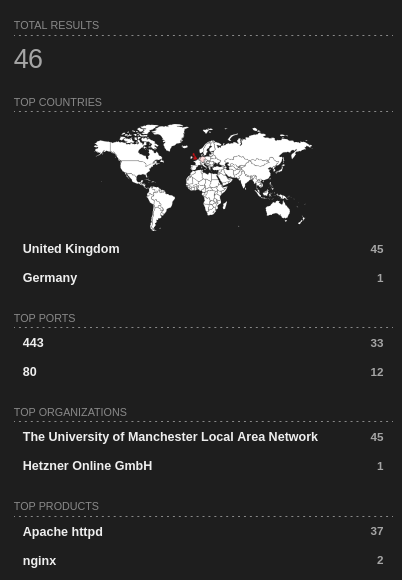 TOTAL RESULTS
46
TOP COUNTRIES
United Kingdom 45
Germany 1
TOP PORTS
443 33
80 12
TOP ORGANIZATIONS
The University of Manchester Local Area Network 45
Hetzner Online GmbH 1
TOP PRODUCTS
Apache httpd 37
nginx 2